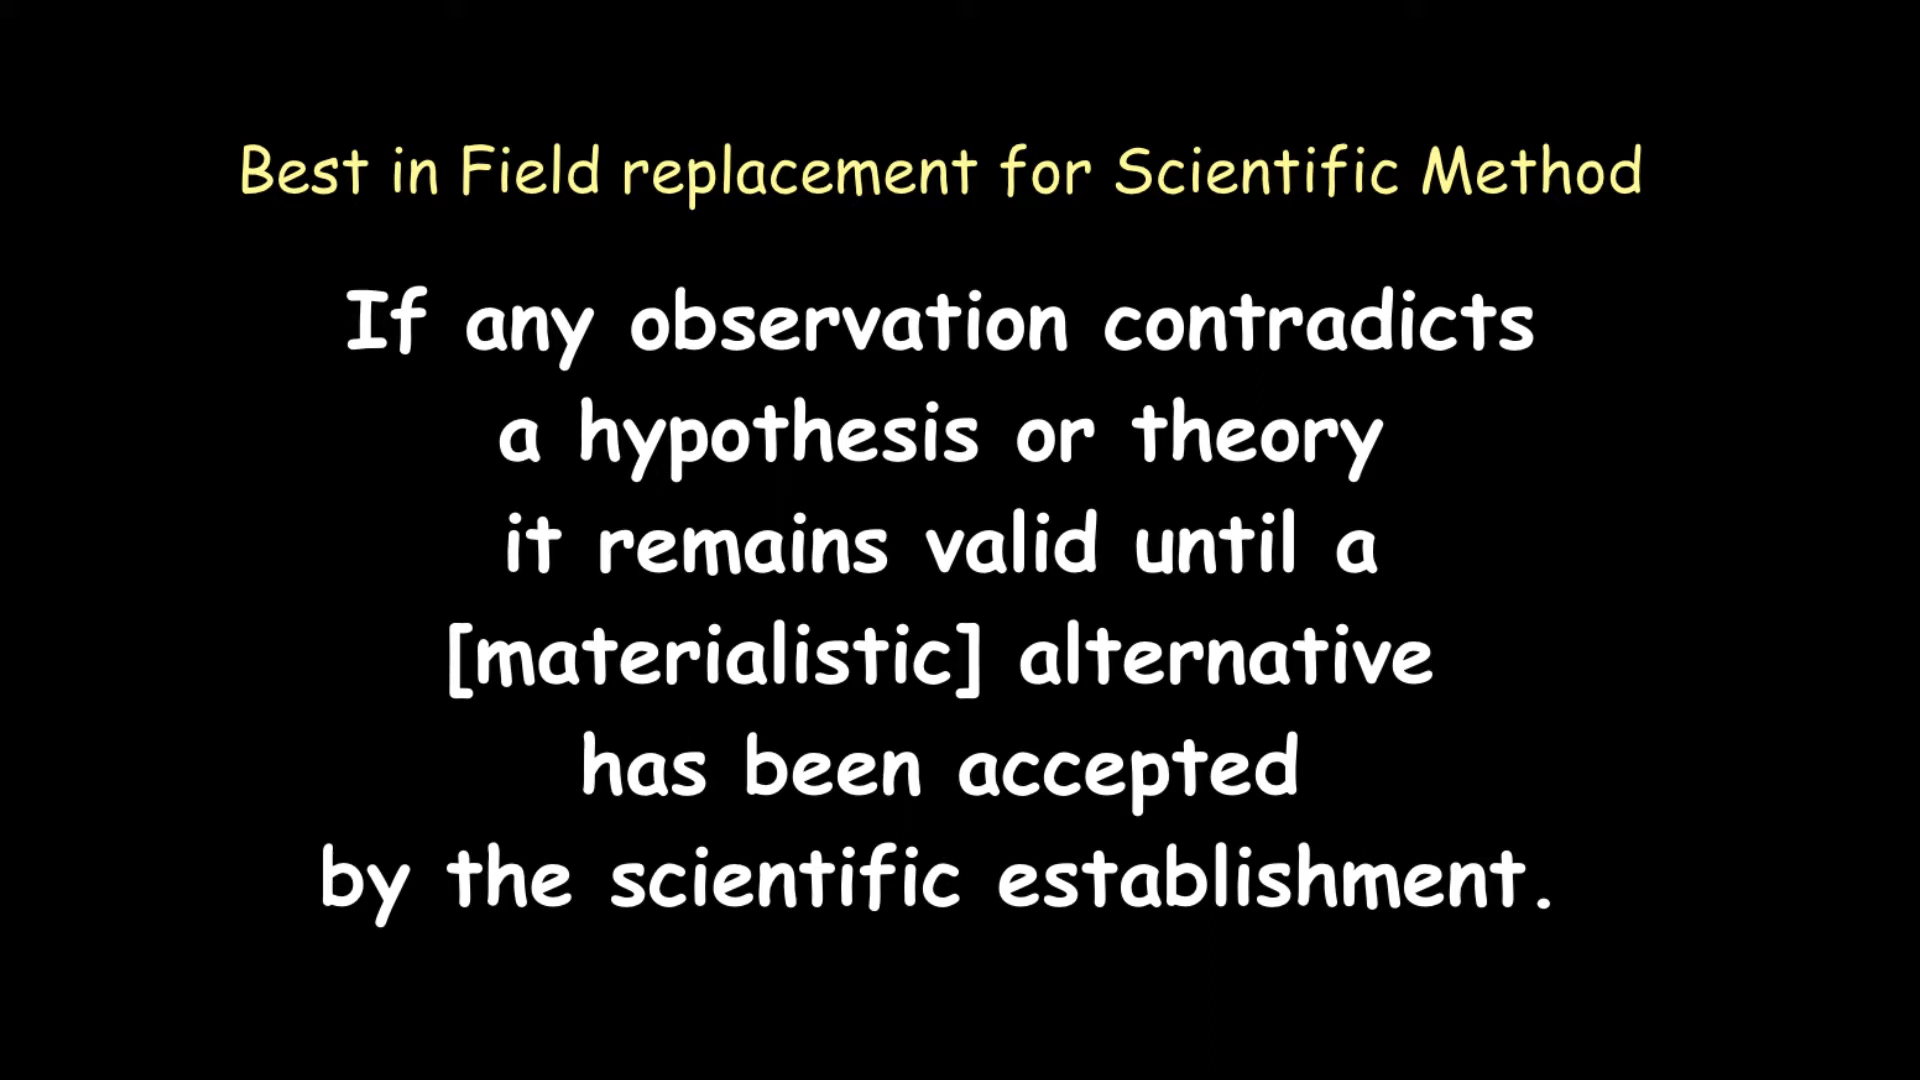 Best in Field replacement for Scientific Method
If any observation contradicts
a hypothesis or theory
it remains valid until a
[materialistic] alternative
has been accepted
by the scientific establishment.